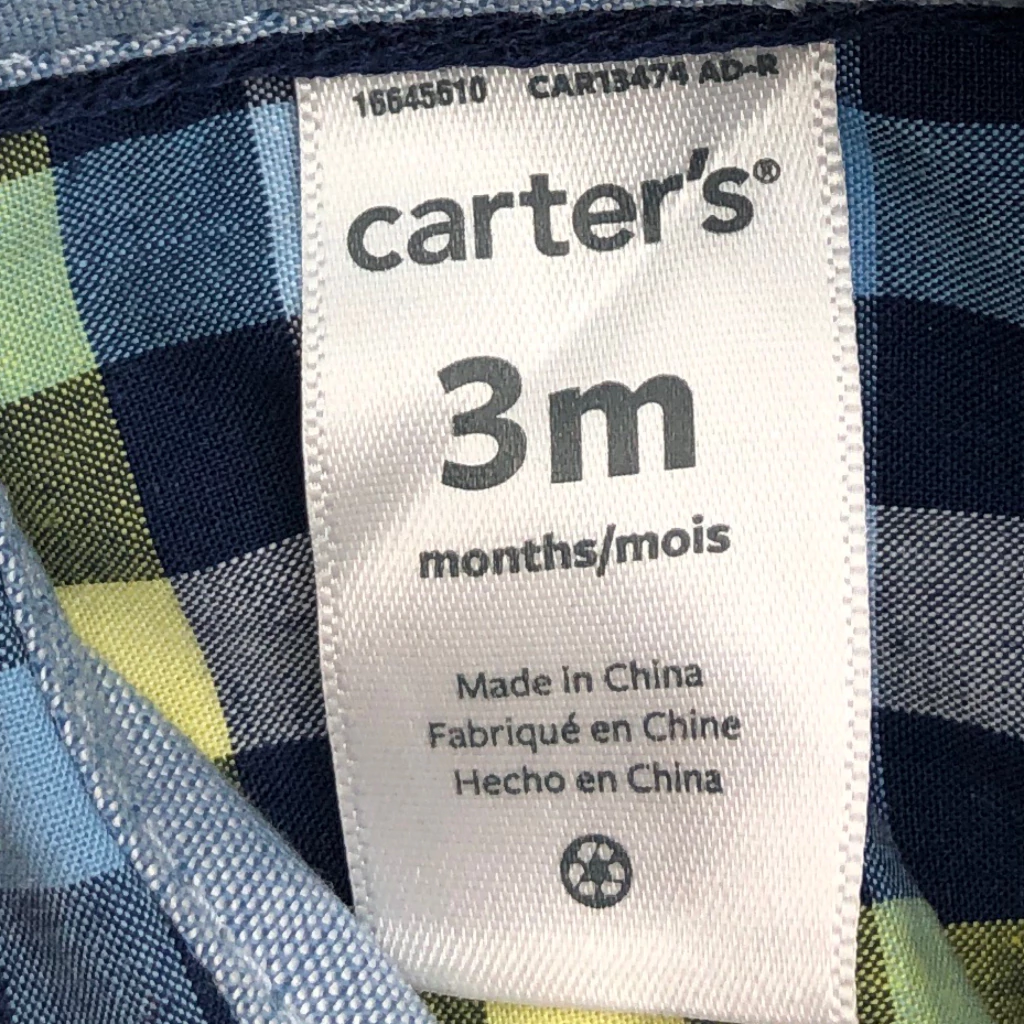 16645610 CAR13474 AD-R
carter's®
3m
months/mois
Made in China
Fabriqué en Chine
Hecho en China